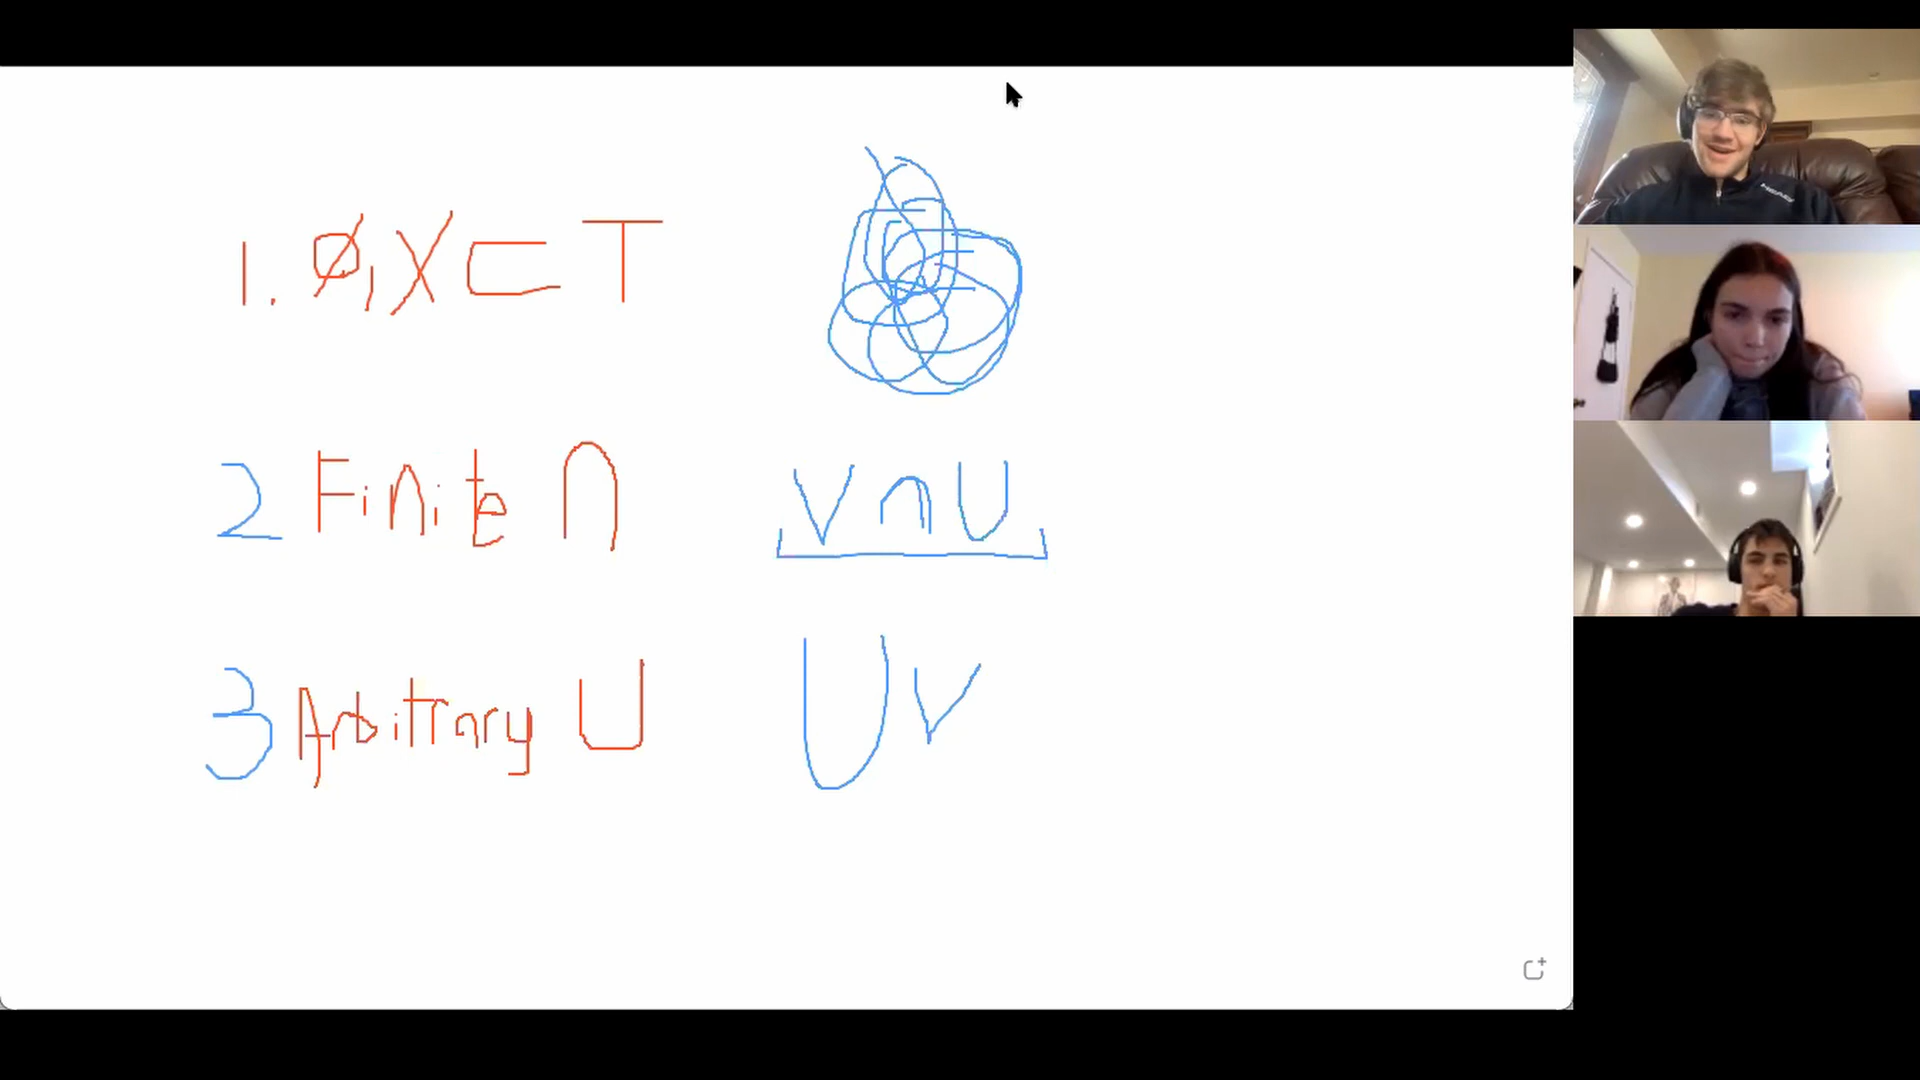 1. Ø, X ⊂ T
2 Finite ∩ V ∩ U
3 Arbitrary U U V